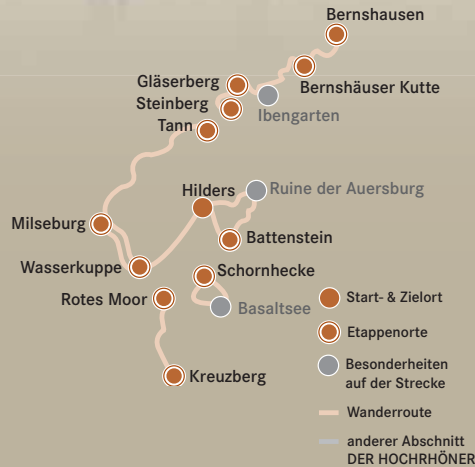 Bernshausen
Gläserberg
Bernshäuser Kutte
Steinberg
Ibengarten
Tann
Hilders
Ruine der Auersburg
Milseburg
Battenstein
Wasserkuppe
Schornhecke
Rotes Moor
Basaltsee
Kreuzberg
Start- & Zielort
Etappenorte
Besonderheiten
auf der Strecke
Wanderroute
anderer Abschnitt
DER HOCHRHÖNER